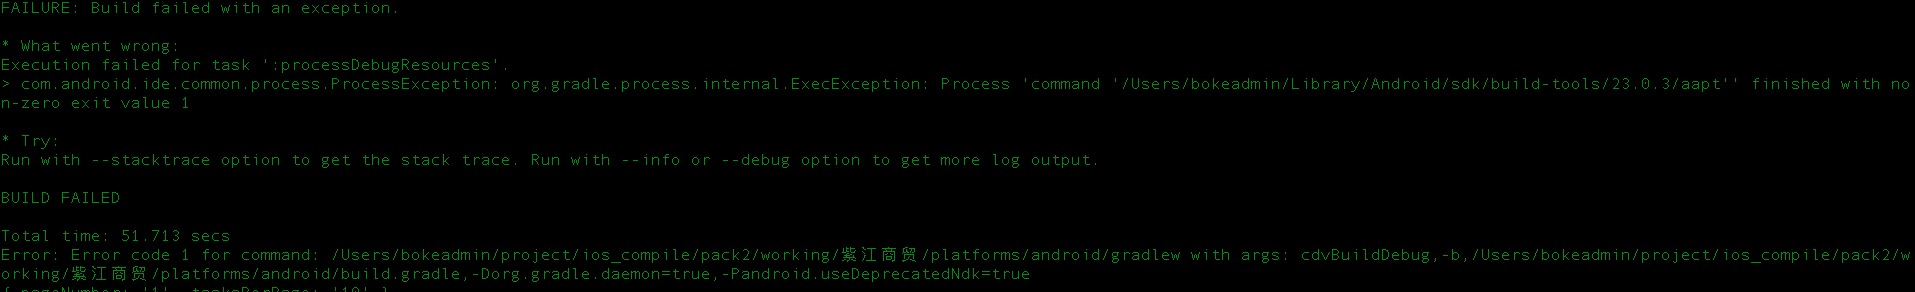 FAILURE: Build failed with an exception.
* What went wrong:
Execution failed for task ':processDebugResources'.
> com.android.ide.common.process.ProcessException: org.gradle.process.internal.ExecException: Process 'command '/Users/bokeadmin/Library/Android/sdk/build-tools/23.0.3/aapt'' finished with no
n-zero exit value 1
* Try:
Run with --stacktrace option to get the stack trace. Run with --info or --debug option to get more log output.
BUILD FAILED
Total time: 51.713 secs
Error: Error code 1 for command: /Users/bokeadmin/project/ios_compile/pack2/working/紫江商贸/platforms/android/gradlew with args: cdvBuildDebug,-b,/Users/bokeadmin/project/ios_compile/pack2/w
orking/紫江商贸/platforms/android/build.gradle,-Dorg.gradle.daemon=true,-Pandroid.useDeprecatedNdk=true
{ pageNumber: '1', tasksPerPage: '10' }